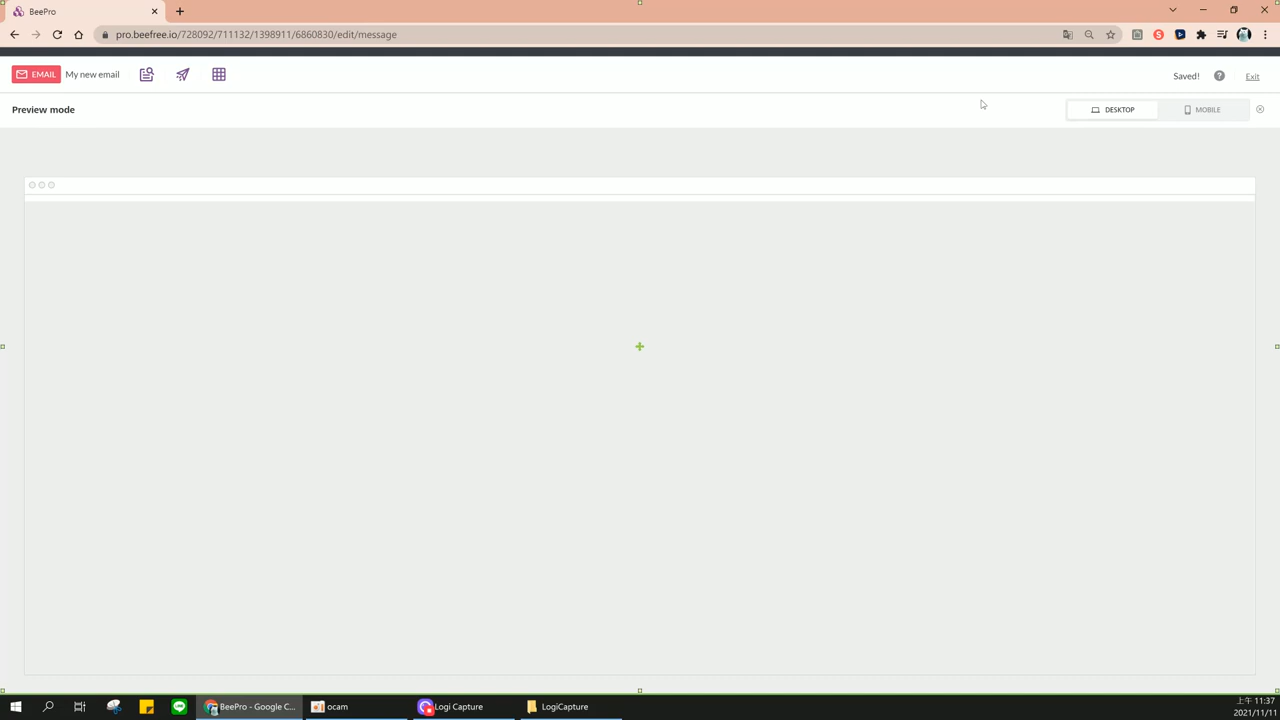 BeePro
pro.beefree.io/728092/711132/1398911/6860830/edit/message
EMAIL My new email Saved! ? Exit
Preview mode DESKTOP MOBILE
BeePro - Google C... ocam Logi Capture LogiCapture
上午 11:37
2021/11/11